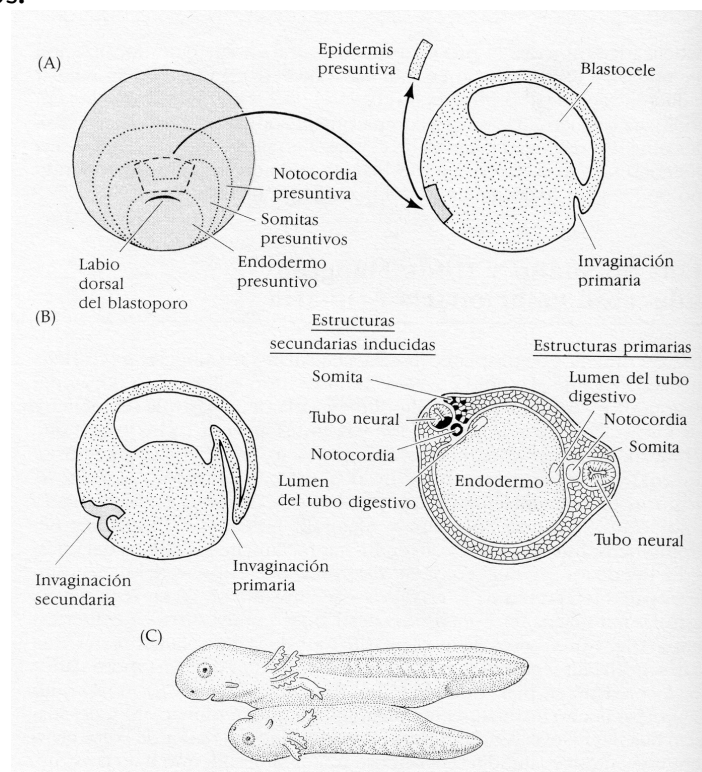 os.
(A)
Epidermis
presuntiva
Blastocele
Notocordia
presuntiva
Somitas
presuntivos
Labio
dorsal
del blastoporo
Endodermo
presuntivo
Invaginación
primaria
(B)
Estructuras
secundarias inducidas
Estructuras primarias
Somita
Tubo neural
Notocordia
Lumen
del tubo digestivo
Endodermo
Lumen del tubo
digestivo
Notocordia
Somita
Tubo neural
Invaginación
secundaria
Invaginación
primaria
(C)